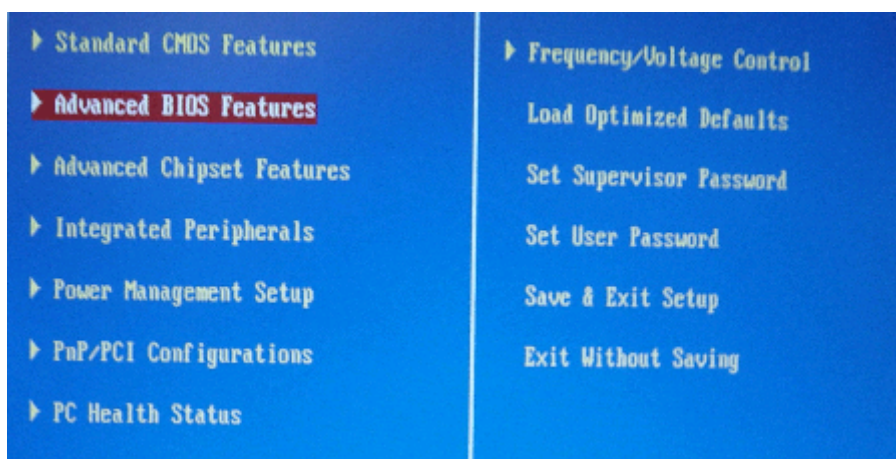 Standard CMOS Features
Advanced BIOS Features
Advanced Chipset Features
Integrated Peripherals
Power Management Setup
PnP/PCI Configurations
PC Health Status
Frequency/Voltage Control
Load Optimized Defaults
Set Supervisor Password
Set User Password
Save & Exit Setup
Exit Without Saving